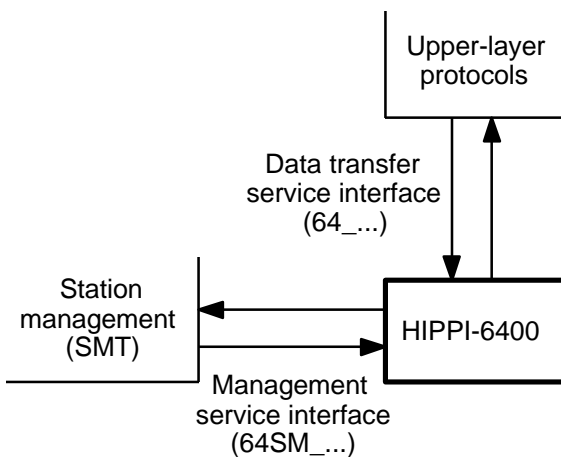 Upper-layer
protocols
Data transfer
service interface
(64_...)
Station
management
(SMT)
HIPPI-6400
Management
service interface
(64SM_...)